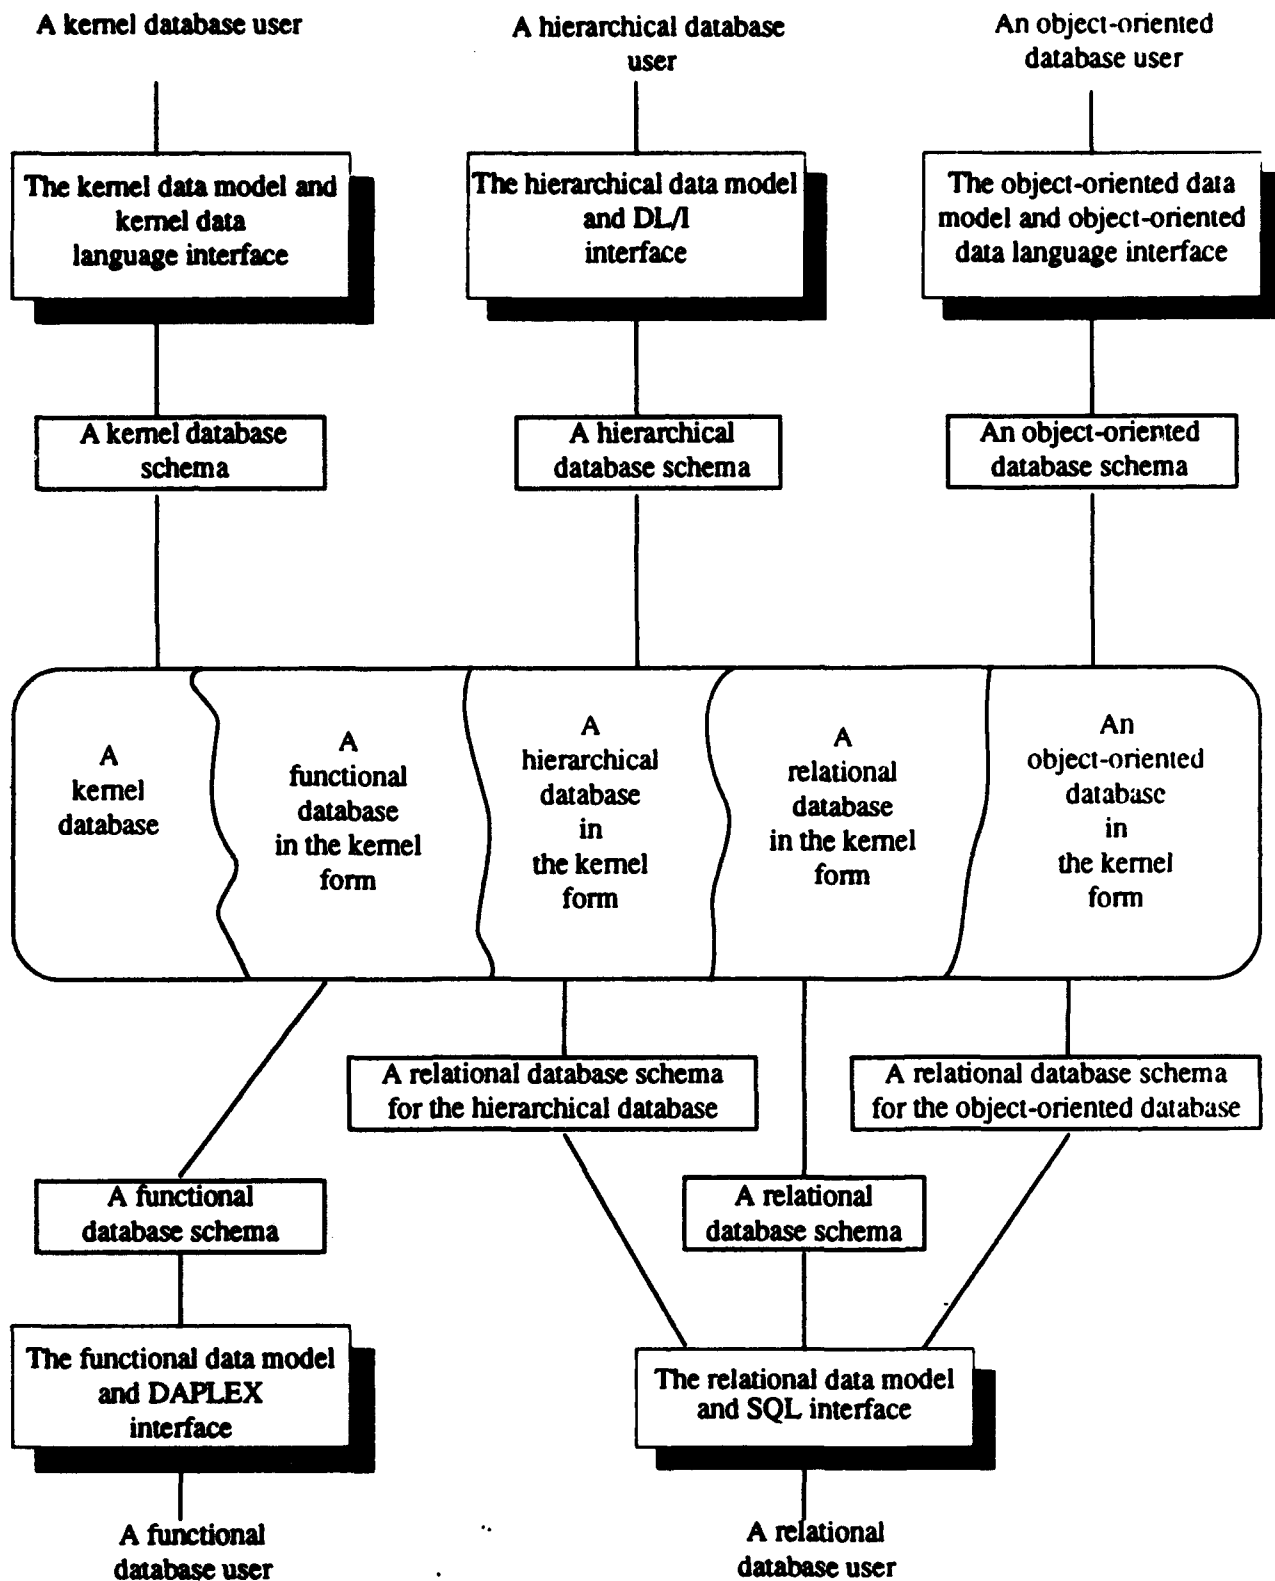 A kernel database user
A hierarchical database
user
An object-oriented
database user
The kernel data model and
kernel data
language interface
The hierarchical data model
and DL/I
interface
The object-oriented data
model and object-oriented
data language interface
A kernel database
schema
A hierarchical
database schema
An object-oriented
database schema
A
kernel
database
A
functional
database
in the kernel
form
A
hierarchical
database
in
the kernel
form
A
relational
database
in the kernel
form
An
object-oriented
database
in
the kernel
form
A relational database schema
for the hierarchical database
A relational database schema
for the object-oriented database
A functional
database schema
A relational
database schema
The functional data model
and DAPLEX
interface
The relational data model
and SQL interface
A functional
database user
A relational
database user